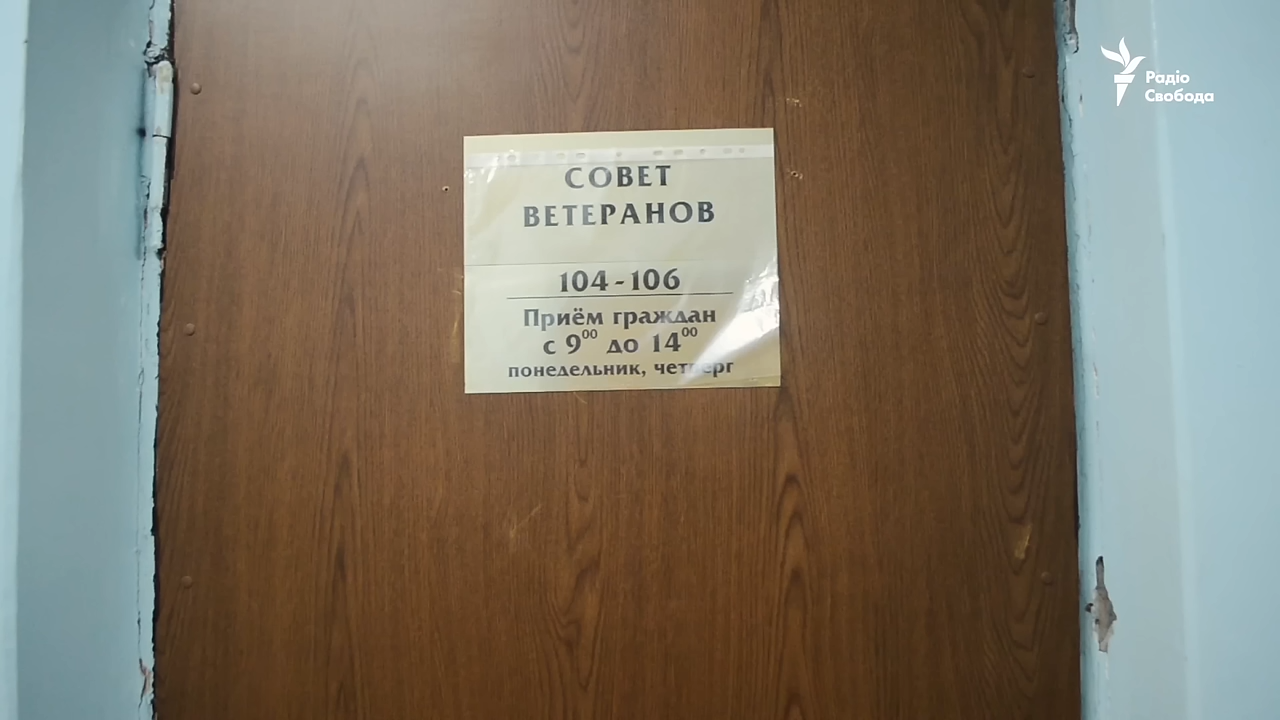 Радіо
Свобода
СОВЕТ
ВЕТЕРАНОВ
104-106
Приём граждан
с 9⁰⁰ до 14⁰⁰
понедельник, четверг